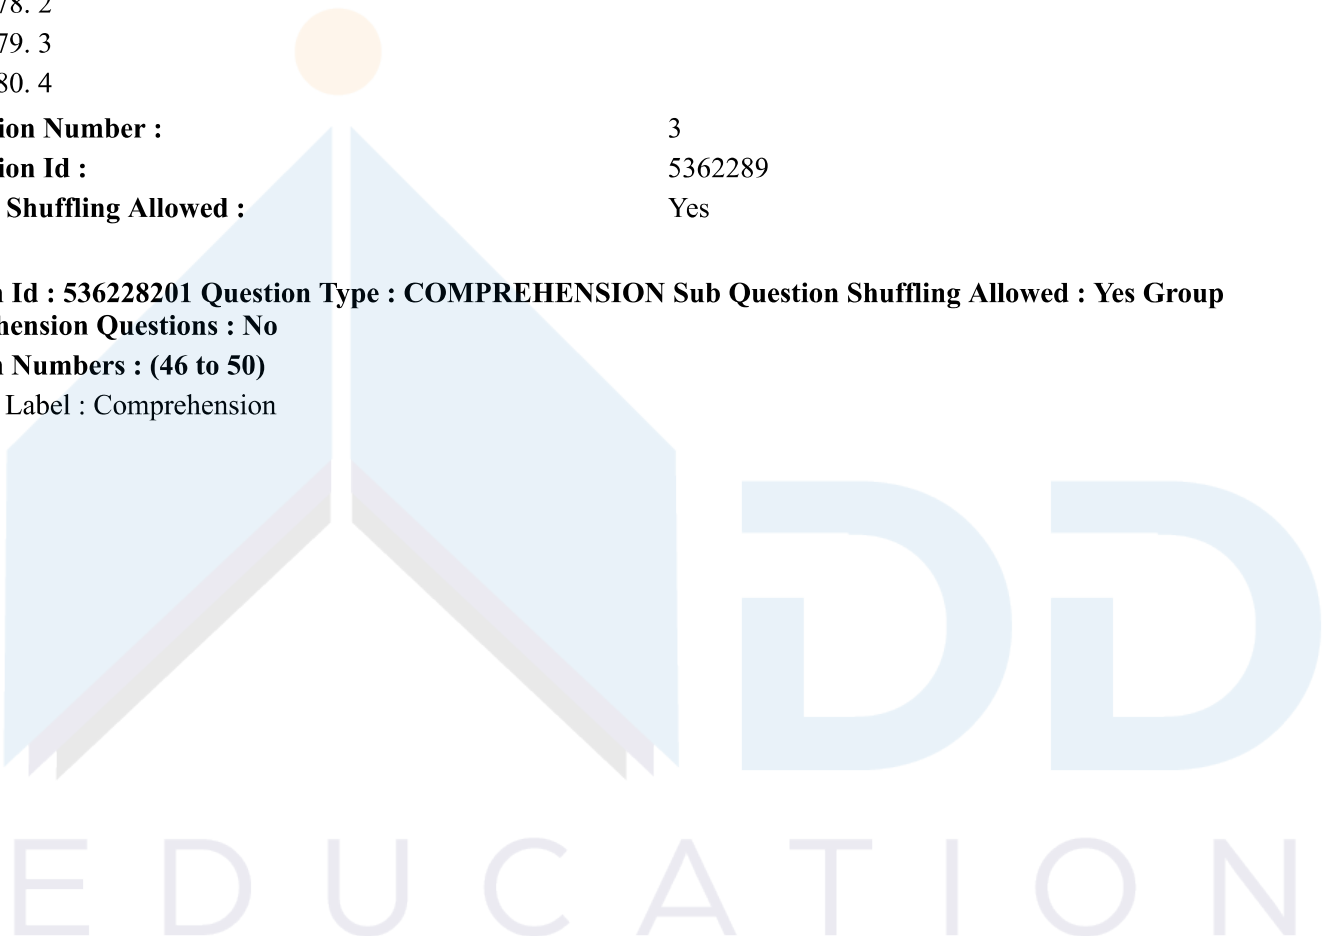 78. 2
79. 3
80. 4
ion Number : 3
ion Id : 5362289
Shuffling Allowed : Yes
Id : 536228201 Question Type : COMPREHENSION Sub Question Shuffling Allowed : Yes Group
hension Questions : No
Numbers : (46 to 50)
Label : Comprehension
DD
EDUCATION